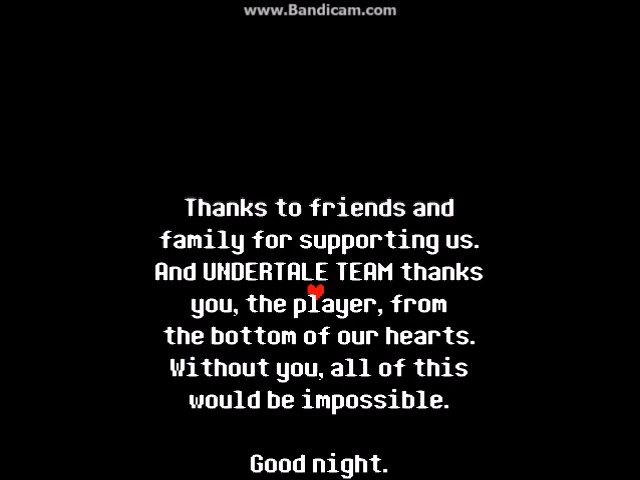 www.Bandicam.com
Thanks to friends and
family for supporting us.
And UNDERTALE TEAM thanks
you, the player, from
the bottom of our hearts.
Without you, all of this
would be impossible.
Good night.